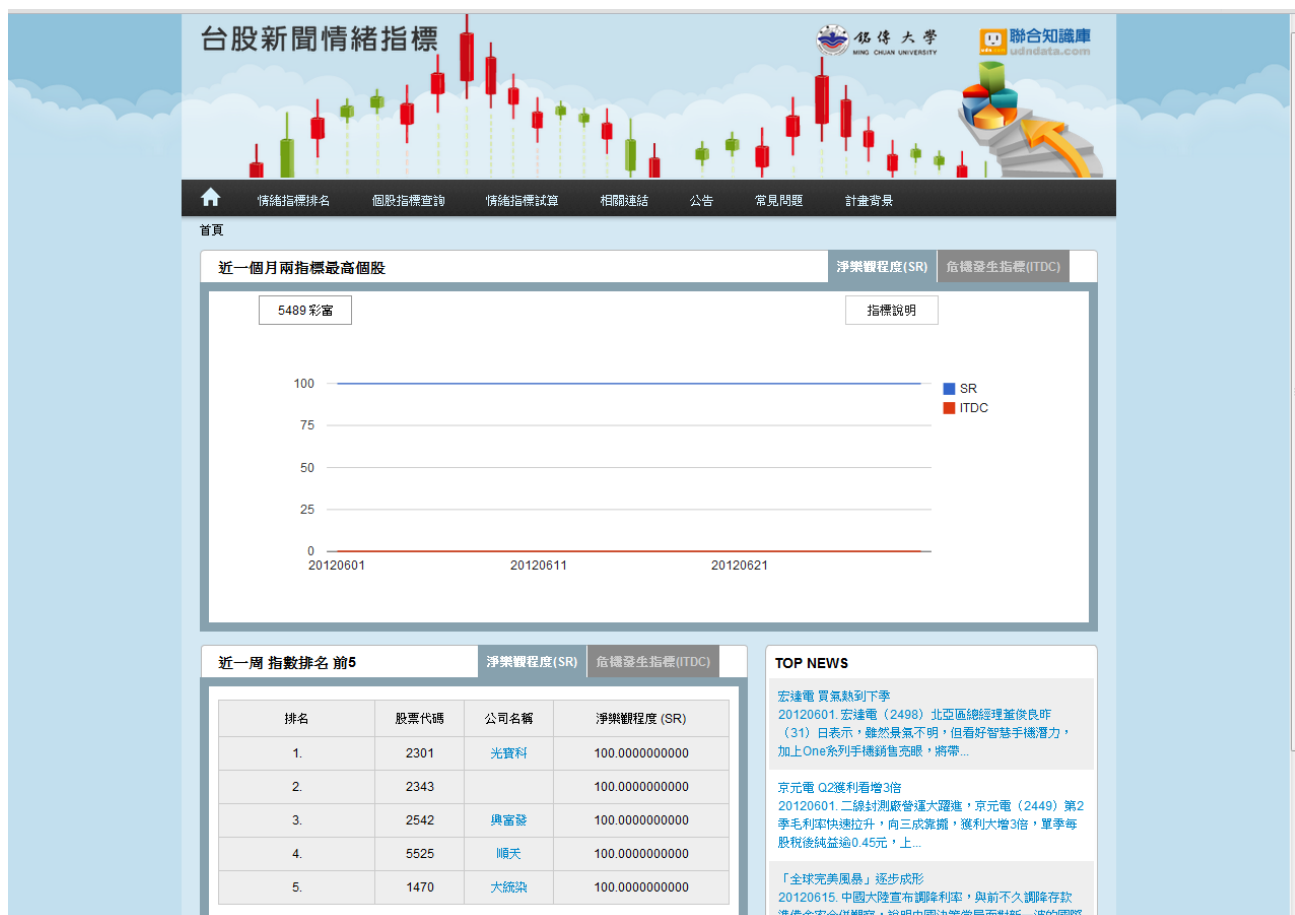 台股新聞情緒指標
銘傳大學
MING CHUAN UNIVERSITY
聯合知識庫
udndata.com
情緒指標排名 個股指標查詢 情緒指標試算 相關連結 公告 常見問題 計畫背景
首頁
近一個月兩指標最高個股 淨樂觀程度(SR) 危機發生指標(ITDC)
5489 彩富 指標說明
100
75
50
25
0
20120601 20120611 20120621
SR
ITDC
近一周 指數排名 前5 淨樂觀程度(SR) 危機發生指標(ITDC)
排名 股票代碼 公司名稱 淨樂觀程度 (SR)
1. 2301 光寶科 100.0000000000
2. 2343 100.0000000000
3. 2542 興富發 100.0000000000
4. 5525 順天 100.0000000000
5. 1470 大統染 100.0000000000
TOP NEWS
宏達電 買氣熱到下季
20120601. 宏達電（2498）北亞區總經理董俊良昨
（31）日表示，雖然景氣不明，但看好智慧手機潛力，
加上One系列手機銷售亮眼，將帶...
京元電 Q2獲利看增3倍
20120601. 二線封測廠營運大躍進，京元電（2449）第2
季毛利率快速拉升，向三成靠攏，獲利大增3倍，單季每
股稅後純益逾0.45元，上...
「全球完美風暴」逐步成形
20120615. 中國大陸宣布調降利率，與前不久調降存款